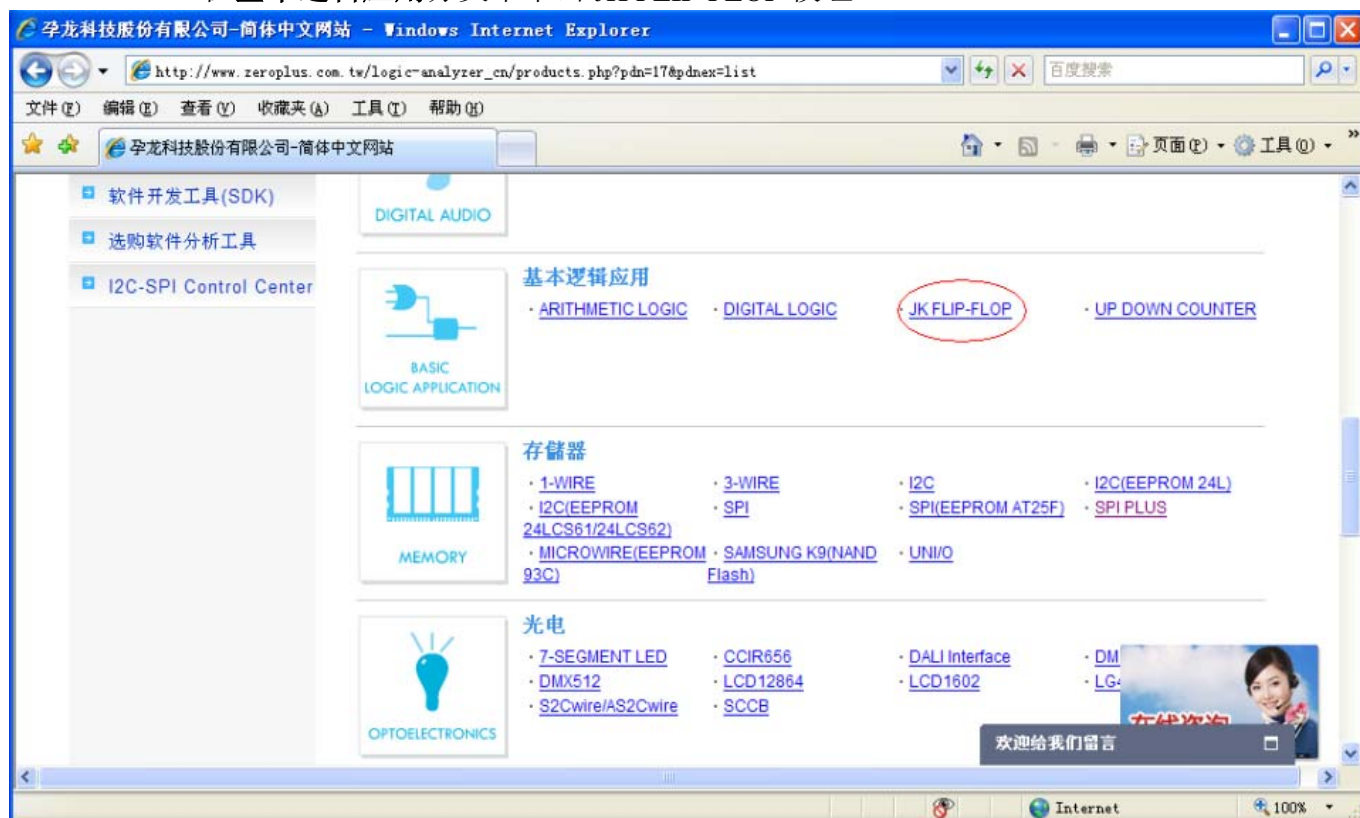 孕龙科技股份有限公司-简体中文网站 - Windows Internet Explorer
http://www.zeroplus.com.tw/logic-analyzer_cn/products.php?pdn=17&pdnex=list
百度搜索
文件(F) 编辑(E) 查看(V) 收藏夹(A) 工具(T) 帮助(H)
孕龙科技股份有限公司-简体中文网站
页面(P) 工具(O) »
软件开发工具(SDK)
选购软件分析工具
I2C-SPI Control Center
DIGITAL AUDIO
基本逻辑应用
· ARITHMETIC LOGIC · DIGITAL LOGIC · JK FLIP-FLOP · UP DOWN COUNTER
BASIC
LOGIC APPLICATION
存儲器
· 1-WIRE · 3-WIRE · I2C · I2C(EEPROM 24L)
· I2C(EEPROM 24LCS61/24LCS62) · SPI · SPI(EEPROM AT25F) · SPI PLUS
· MICROWIRE(EEPROM 93C) · SAMSUNG K9(NAND Flash) · UNI/O
MEMORY
光电
· 7-SEGMENT LED · CCIR656 · DALI Interface · DM
· DMX512 · LCD12864 · LCD1602 · LG4
· S2Cwire/AS2Cwire · SCCB
OPTOELECTRONICS
在线咨询
欢迎给我们留言
Internet
100%